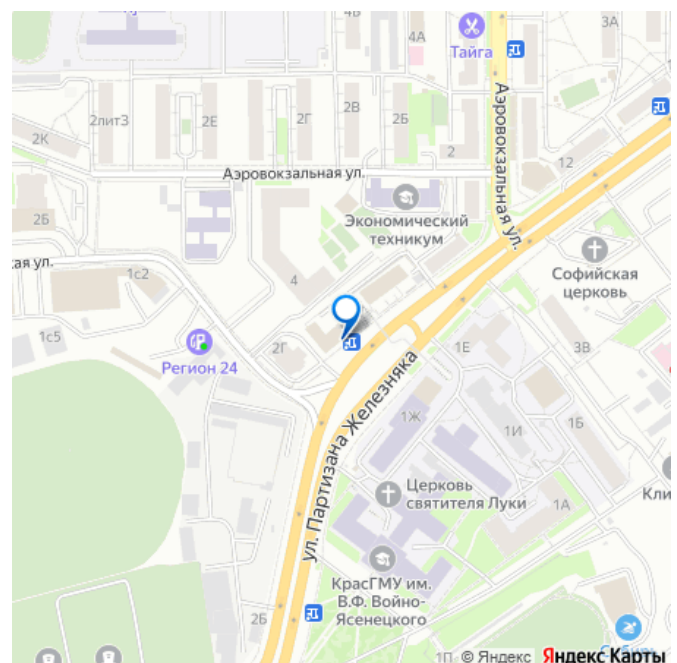 4Б
3А
4А
Тайга
2литЗ
2Е
2Г
2В
2Б
2К
Аэровокзальная ул.
2
12
Аэровокзальная ул.
Экономический
техникум
2Б
кая ул.
1с2
4
Софийская
церковь
1с5
Регион 24
2Г
1Е
3В
ул. Партизана Железняка
1Ж
1И
1Б
Церковь
святителя Луки
Кли
1А
КрасГМУ им.
В.Ф. Войно-
Ясенецкого
2Б
1П
© Яндекс Яндекс Карты